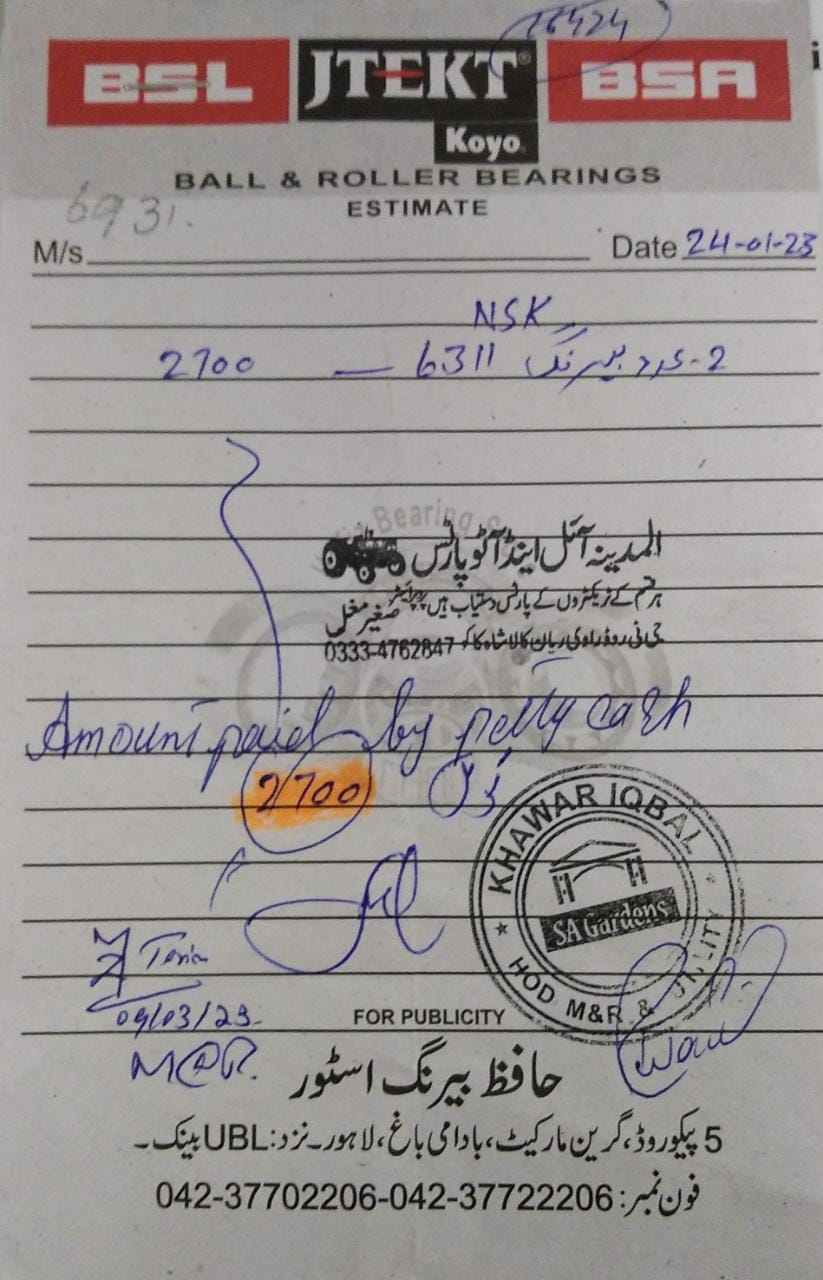 16424
BSL JTEKT® BSA
Koyo
BALL & ROLLER BEARINGS
ESTIMATE
6931.
M/s Date 24-01-23
NSK
2- عدد بیرنگ 6311 — 2700
Bearing
المدینہ آئل اینڈ آٹو پارٹس
ہر قسم کے ٹریکٹروں کے پارٹس دستیاب ہیں پروپرائیٹر صغیر مغل
جی ٹی روڈ راوی ریان کالا شاہ کاکو 0333-4762847
Amount paid by petty cash
2700
KHAWAR IQBAL
SA Gardens
HOD M&R & UTILITY
09/03/23
FOR PUBLICITY
M&R.
حافظ بیرنگ اسٹور
5 پیکو روڈ، گرین مارکیٹ، بادامی باغ، لاہور۔ نزد: UBL بینک۔
فون نمبر: 042-37722206-042-37702206